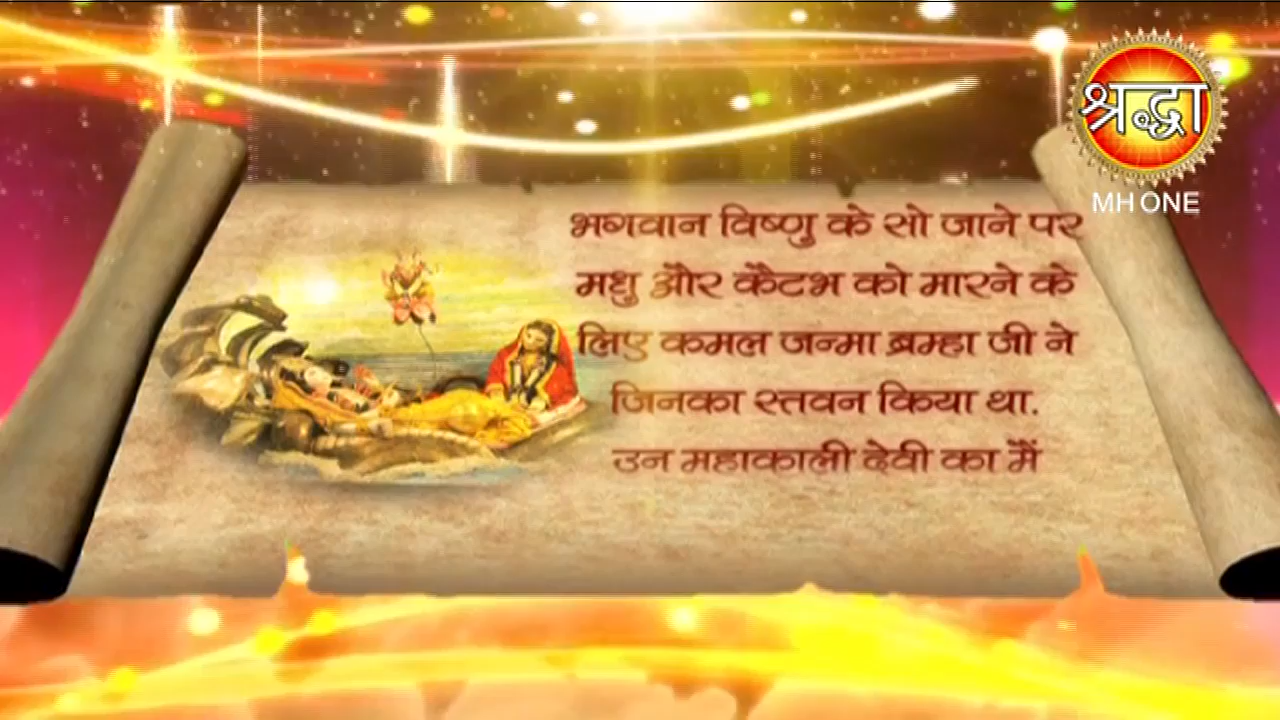 श्रद्धा
MH ONE
भगवान विष्णु के सो जाने पर
मधु और कैटभ को मारने के
लिए कमल जन्मा ब्रम्हा जी ने
जिनका स्तवन किया था.
उन महाकाली देवी का मैं